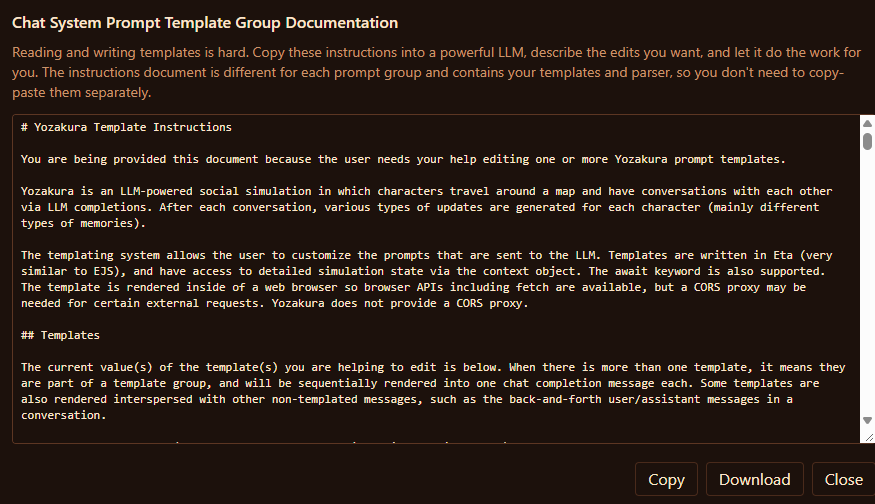 Chat System Prompt Template Group Documentation
Reading and writing templates is hard. Copy these instructions into a powerful LLM, describe the edits you want, and let it do the work for
you. The instructions document is different for each prompt group and contains your templates and parser, so you don't need to copy-
paste them separately.
# Yozakura Template Instructions
You are being provided this document because the user needs your help editing one or more Yozakura prompt templates.
Yozakura is an LLM-powered social simulation in which characters travel around a map and have conversations with each other
via LLM completions. After each conversation, various types of updates are generated for each character (mainly different
types of memories).
The templating system allows the user to customize the prompts that are sent to the LLM. Templates are written in Eta (very
similar to EJS), and have access to detailed simulation state via the context object. The await keyword is also supported.
The template is rendered inside of a web browser so browser APIs including fetch are available, but a CORS proxy may be
needed for certain external requests. Yozakura does not provide a CORS proxy.
## Templates
The current value(s) of the template(s) you are helping to edit is below. When there is more than one template, it means they
are part of a template group, and will be sequentially rendered into one chat completion message each. Some templates are
also rendered interspersed with other non-templated messages, such as the back-and-forth user/assistant messages in a
conversation.
Copy
Download
Close